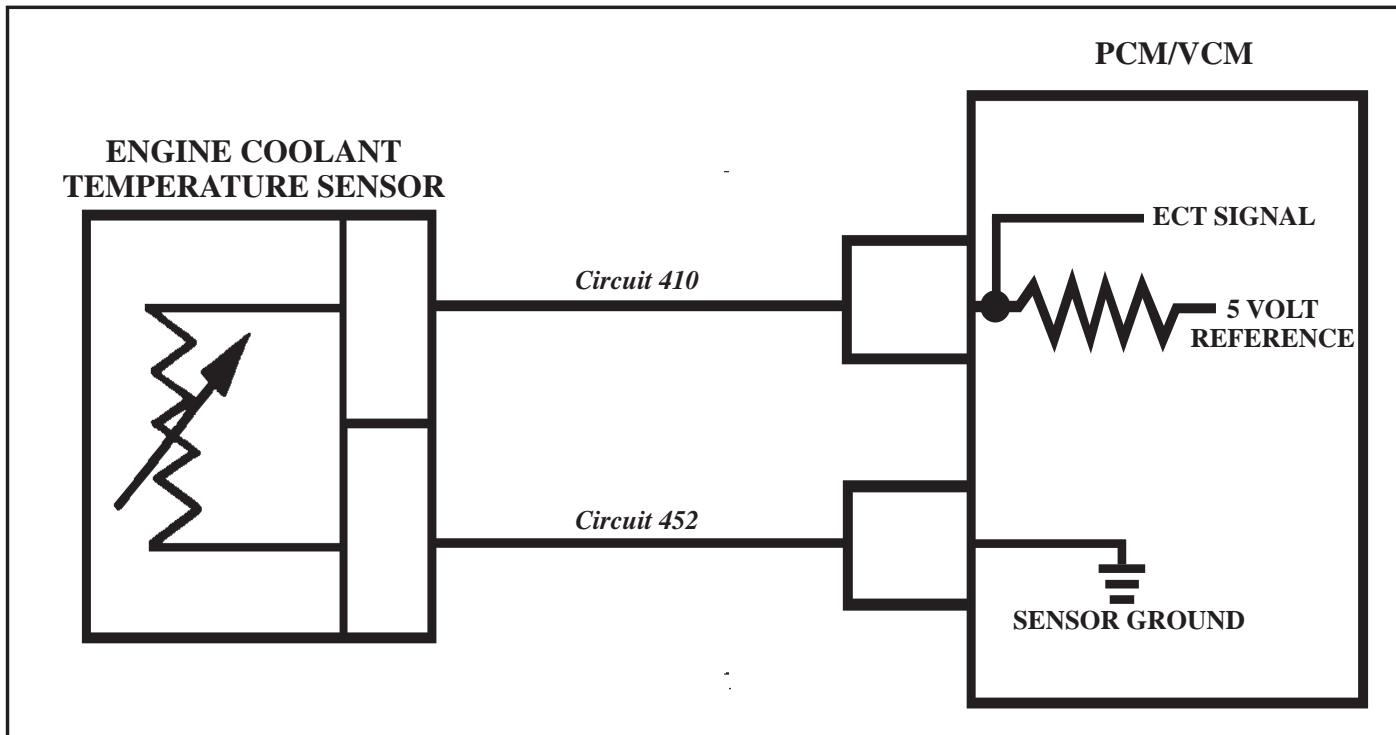 PCM/VCM
ENGINE COOLANT
TEMPERATURE SENSOR
ECT SIGNAL
Circuit 410
5 VOLT
REFERENCE
Circuit 452
SENSOR GROUND